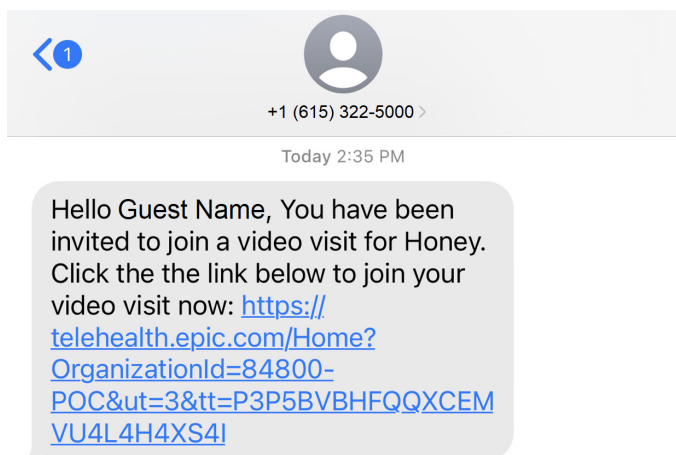 1
+1 (615) 322-5000
Today 2:35 PM
Hello Guest Name, You have been
invited to join a video visit for Honey.
Click the the link below to join your
video visit now: https://
telehealth.epic.com/Home?
OrganizationId=84800-
POC&ut=3&tt=P3P5BVBHFQQXCEM
VU4L4H4XS4I